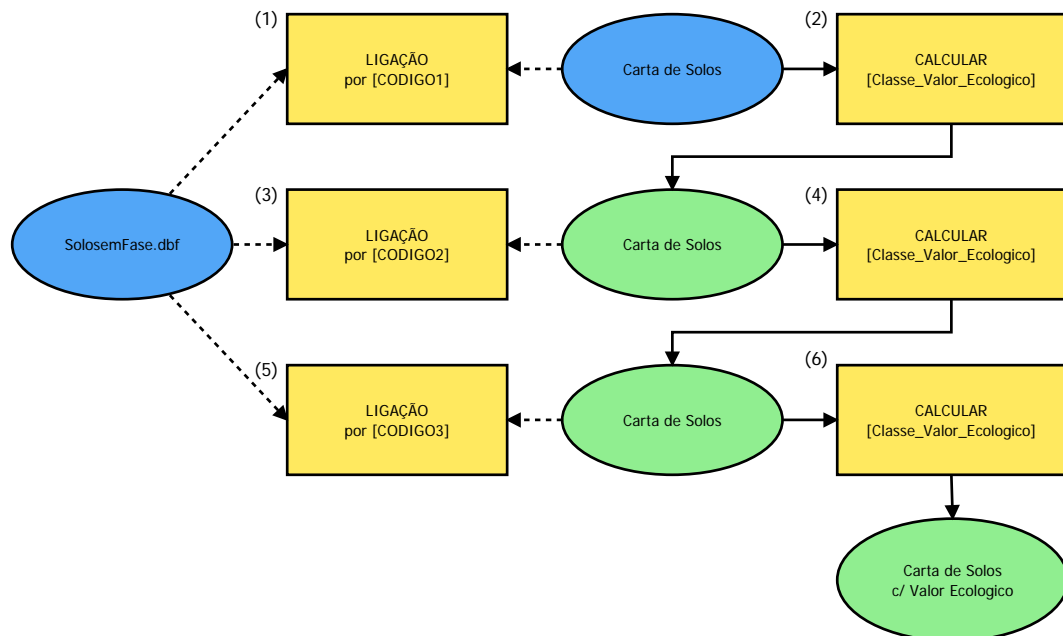 (1)
LIGAÇÃO
por [CODIGO1]
Carta de Solos
(2)
CALCULAR
[Classe_Valor_Ecologico]
SolosemFase.dbf
(3)
LIGAÇÃO
por [CODIGO2]
Carta de Solos
(4)
CALCULAR
[Classe_Valor_Ecologico]
(5)
LIGAÇÃO
por [CODIGO3]
Carta de Solos
(6)
CALCULAR
[Classe_Valor_Ecologico]
Carta de Solos
c/ Valor Ecologico